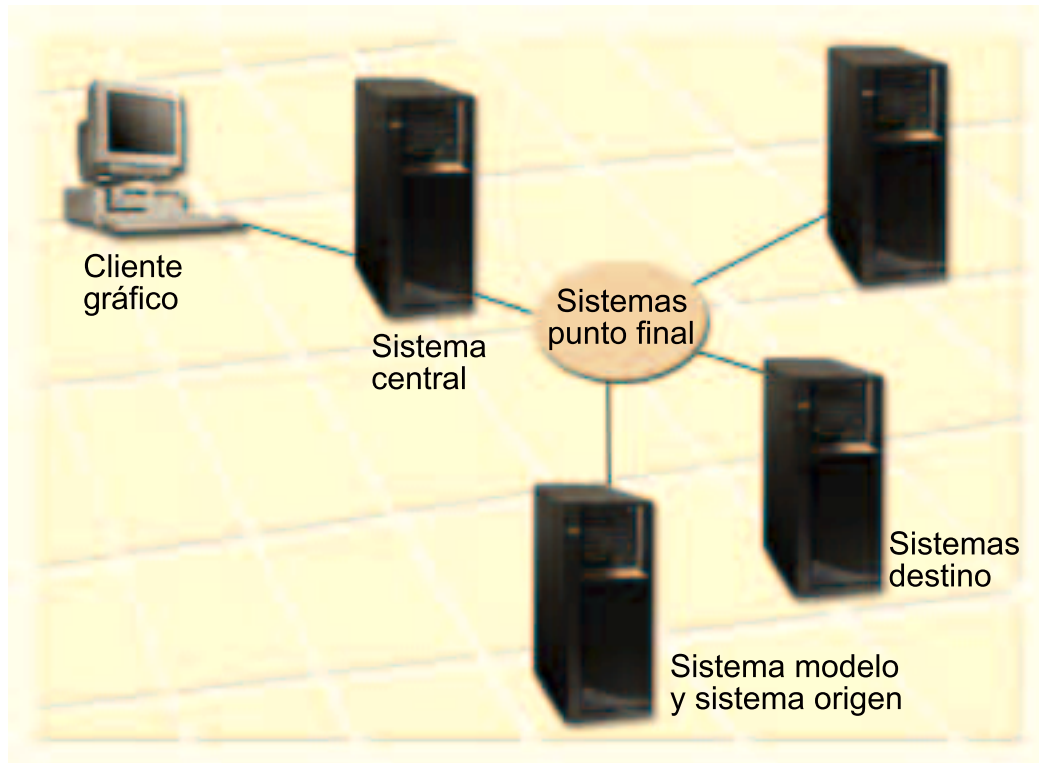 Cliente
gráfico
Sistema
central
Sistemas
punto final
Sistemas
destino
Sistema modelo
y sistema origen